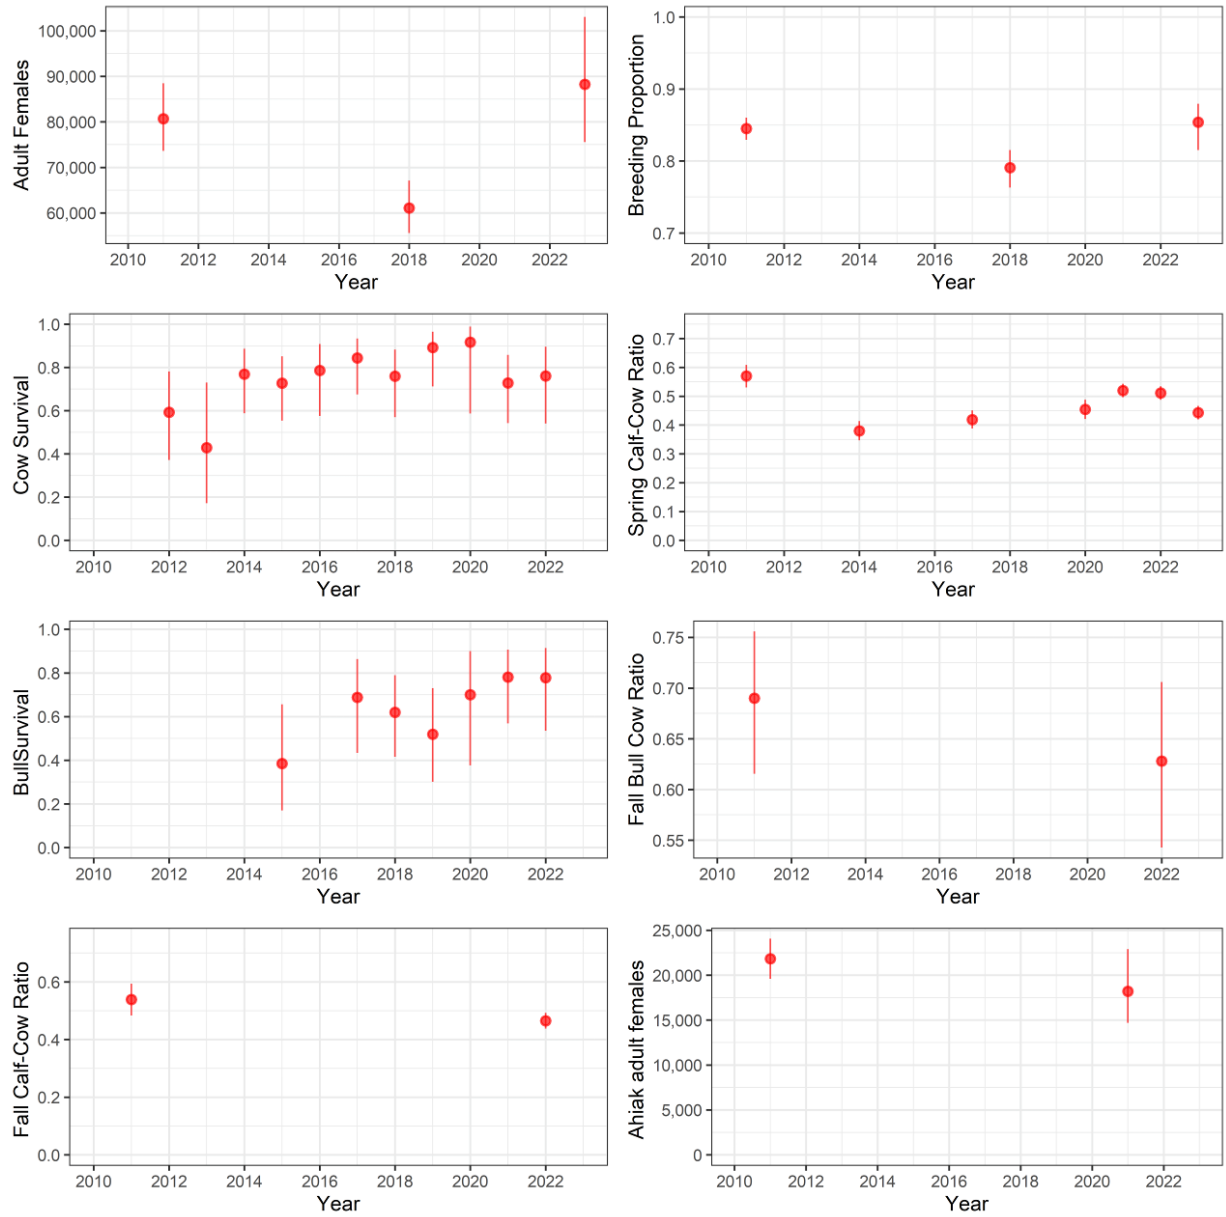 Adult Females
100,000
90,000
80,000
70,000
60,000
2010 2012 2014 2016 2018 2020 2022
Year
Breeding Proportion
1.0
0.9
0.8
0.7
2010 2012 2014 2016 2018 2020 2022
Year
Cow Survival
1.0
0.8
0.6
0.4
0.2
0.0
2010 2012 2014 2016 2018 2020 2022
Year
Spring Calf-Cow Ratio
0.7
0.6
0.5
0.4
0.3
0.2
0.1
0.0
2010 2012 2014 2016 2018 2020 2022
Year
BullSurvival
1.0
0.8
0.6
0.4
0.2
0.0
2010 2012 2014 2016 2018 2020 2022
Year
Fall Bull Cow Ratio
0.75
0.70
0.65
0.60
0.55
2010 2012 2014 2016 2018 2020 2022
Year
Fall Calf-Cow Ratio
0.6
0.4
0.2
0.0
2010 2012 2014 2016 2018 2020 2022
Year
Ahiak adult females
25,000
20,000
15,000
10,000
5,000
0
2010 2012 2014 2016 2018 2020 2022
Year